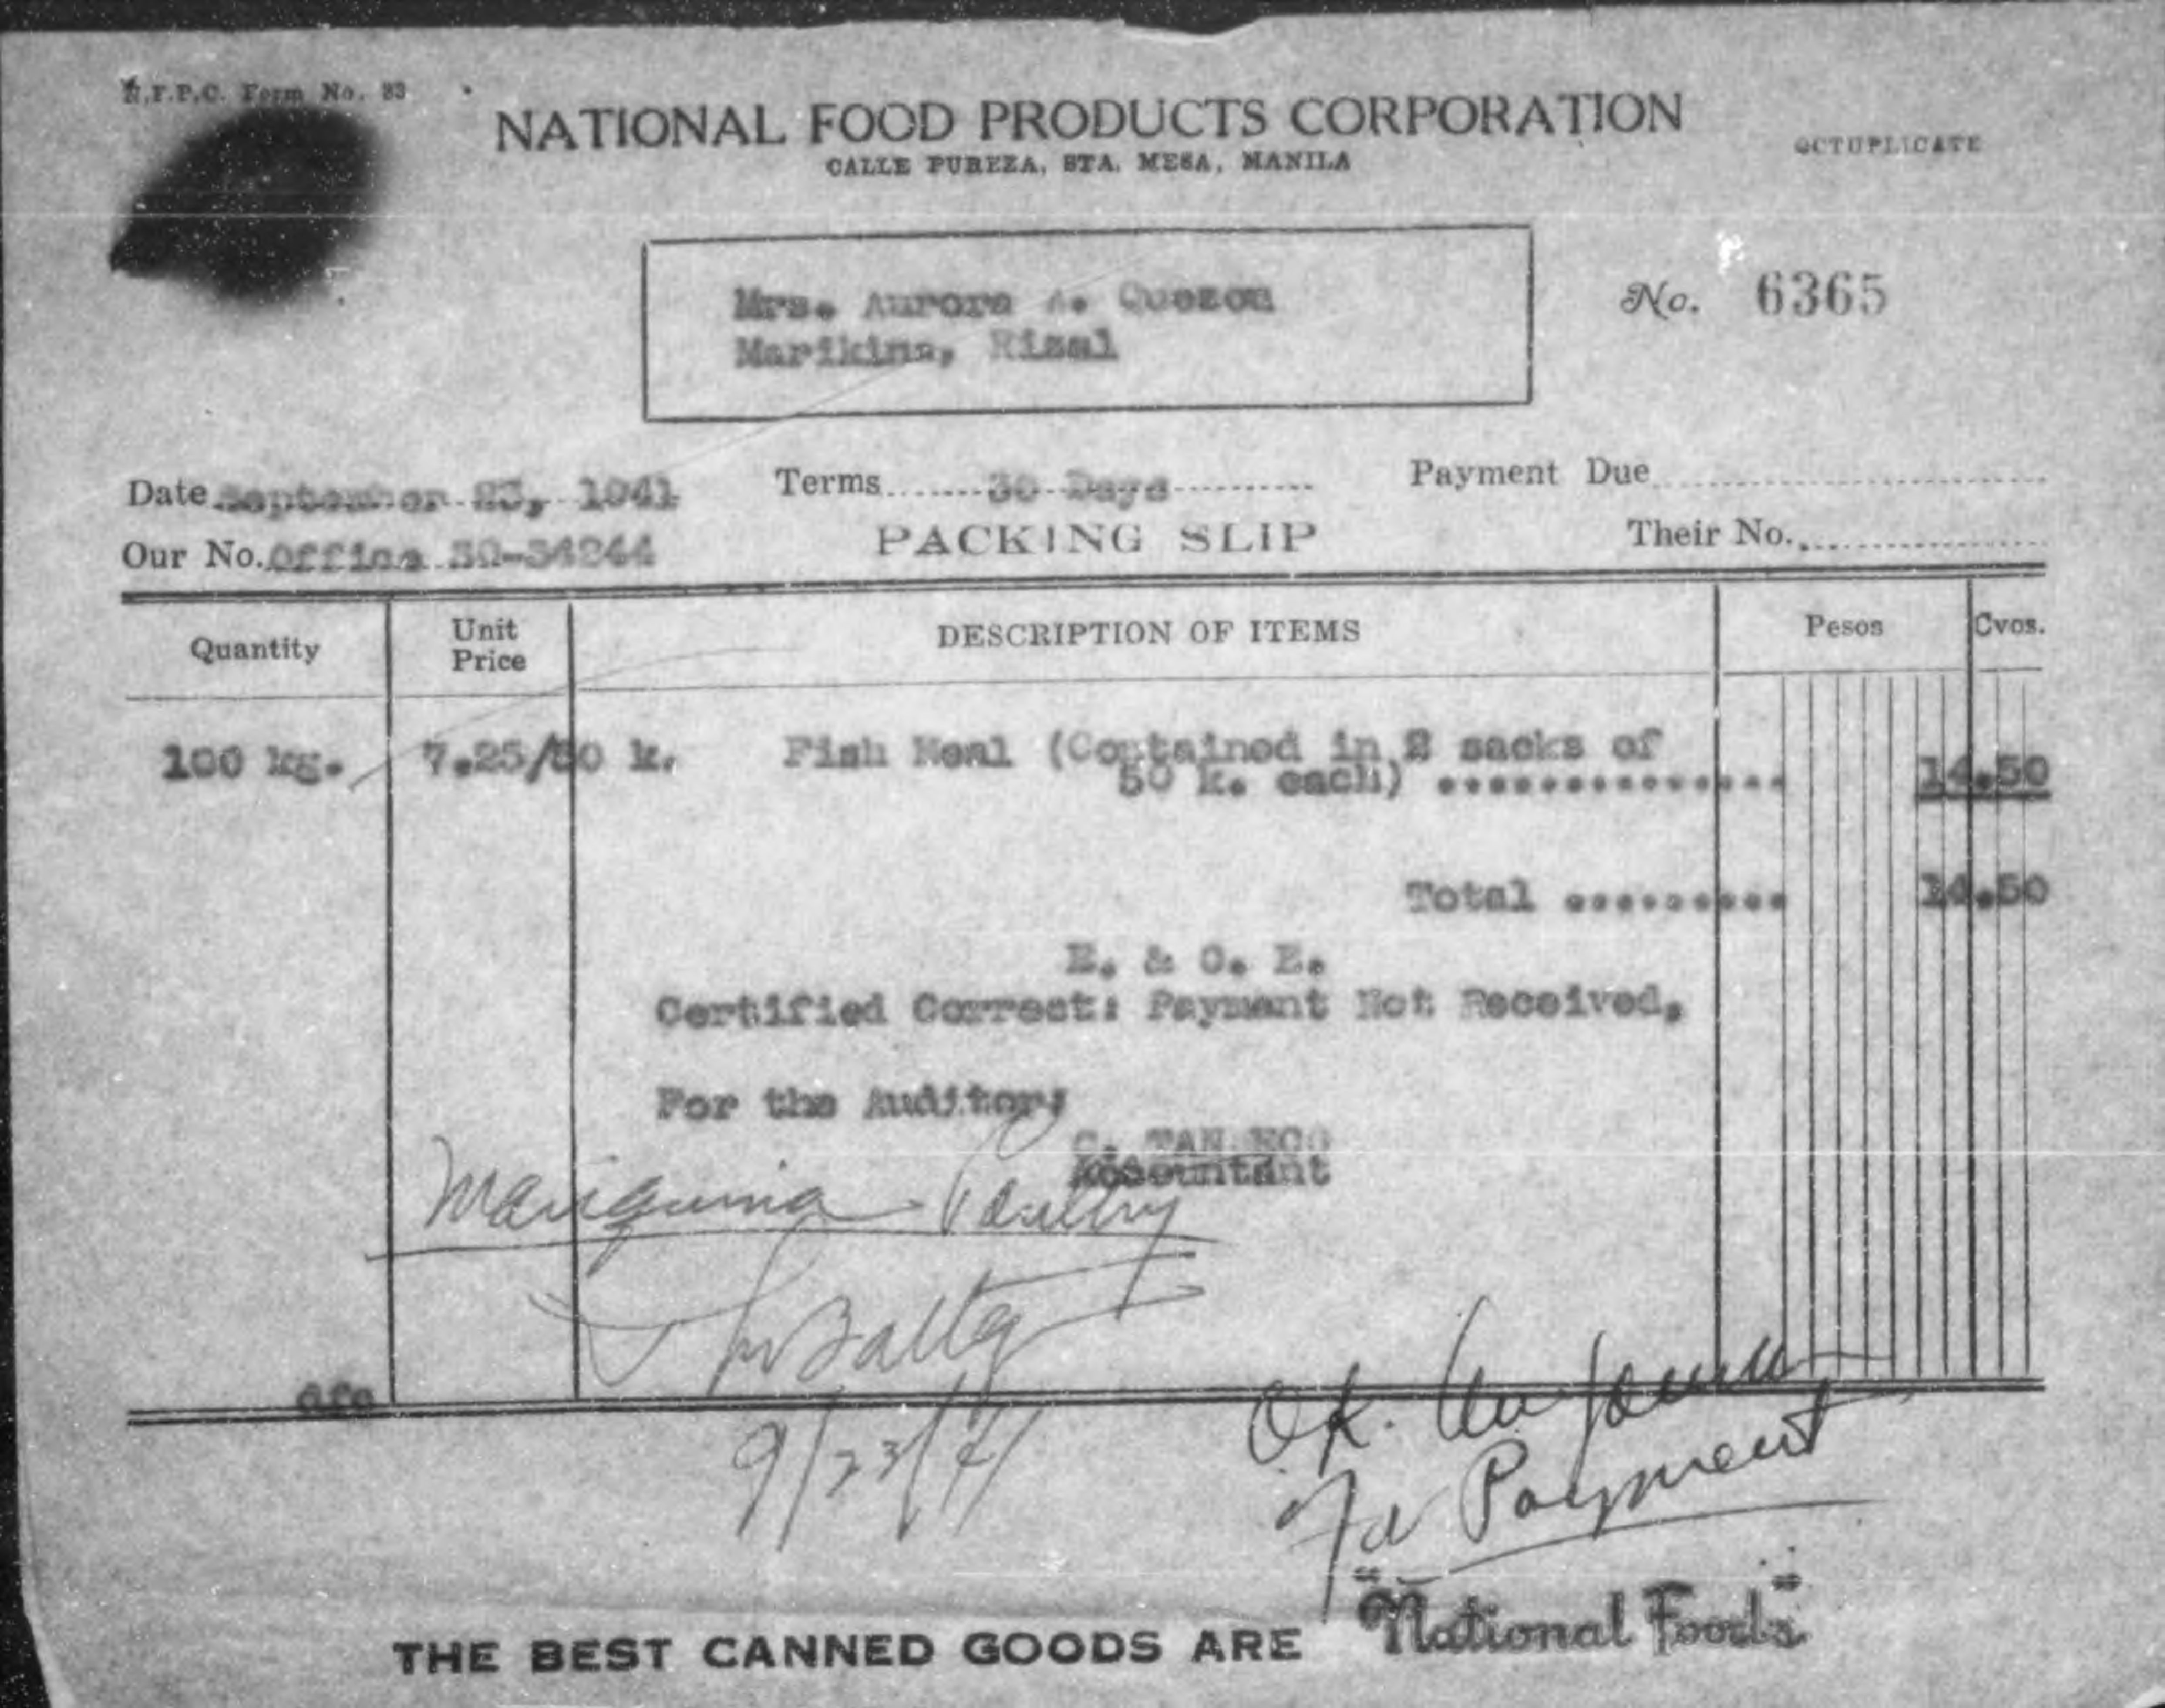 N.F.P.C. Form No. 23
NATIONAL FOOD PRODUCTS CORPORATION
CALLE PUREZA, STA. MESA, MANILA
OCTUPLICATE
Mrs. Aurora A. Quezon
Marikina, Rizal
No. 6365
Date September 23, 1941 Terms 30 Days Payment Due
Our No. Office SQ-34244 PACKING SLIP Their No.
Quantity Unit Price DESCRIPTION OF ITEMS Pesos Cvos.
100 kg. 7.25/50 k. Fish Meal (Contained in 2 sacks of
50 k. each) 14.50
Total 14.50
E. & O. E.
Certified Correct: Payment Not Received,
For the Auditor:
C. TAN
Accountant
Mariquina Poultry
9/23/41
O.K.
For Payment
THE BEST CANNED GOODS ARE "National Foods"